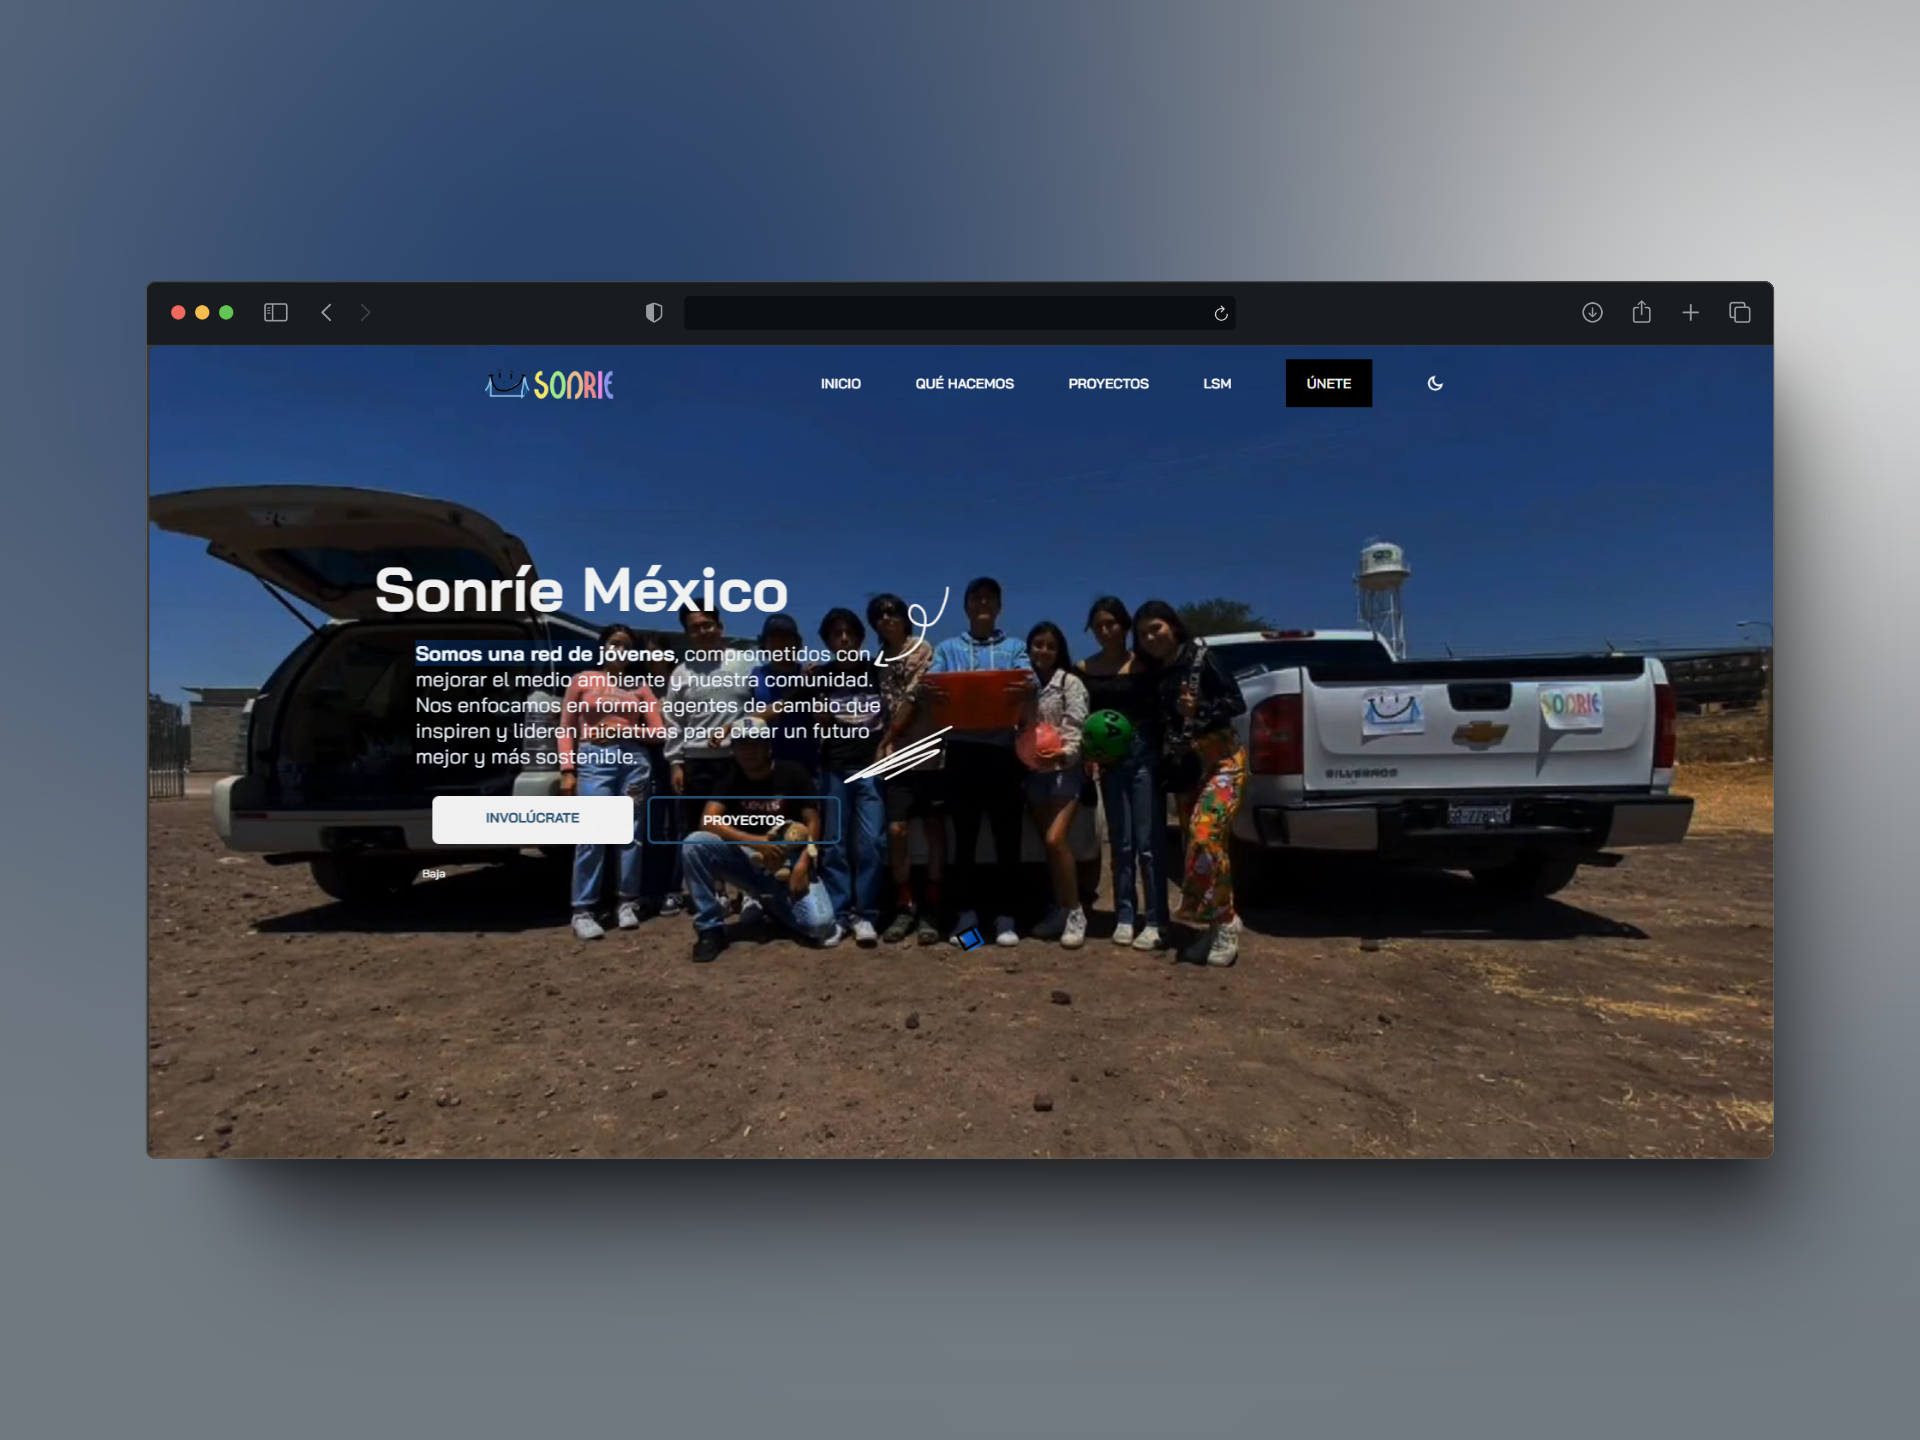 SONRIE
INICIO
QUÉ HACEMOS
PROYECTOS
LSM
ÚNETE
Sonríe México
Somos una red de jóvenes, comprometidos con
mejorar el medio ambiente y nuestra comunidad.
Nos enfocamos en formar agentes de cambio que
inspiren y lideren iniciativas para crear un futuro
mejor y más sostenible.
INVOLÚCRATE
PROYECTOS
Baja
SONRIE
SILVERADO